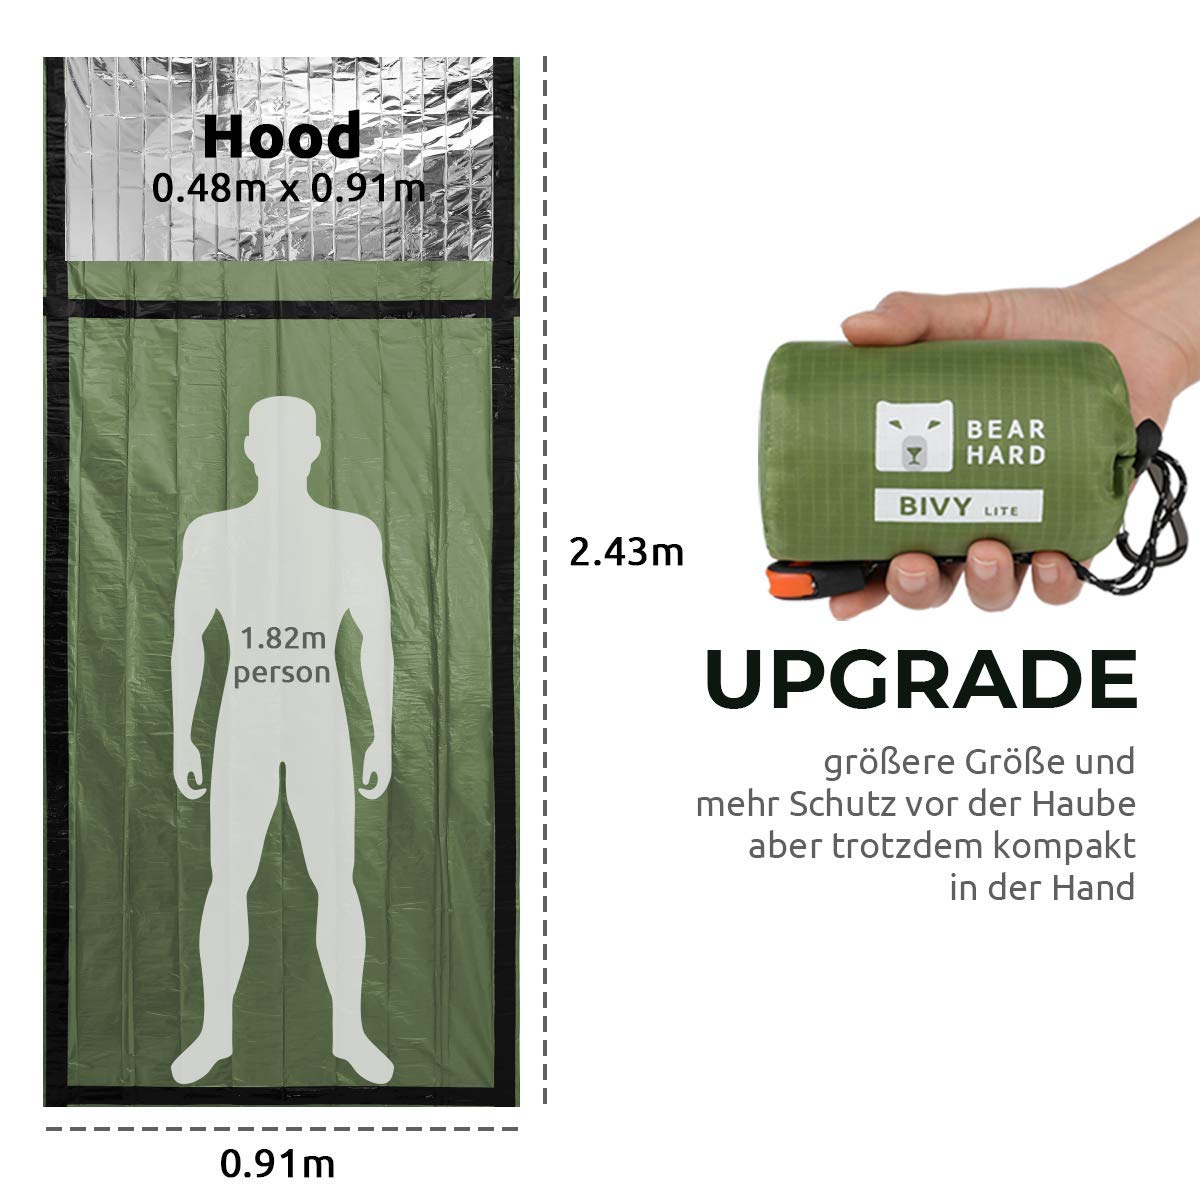 Hood
0.48m x 0.91m
1.82m
person
2.43m
0.91m
BEAR
HARD
BIVY LITE
UPGRADE
größere Größe und
mehr Schutz vor der Haube
aber trotzdem kompakt
in der Hand